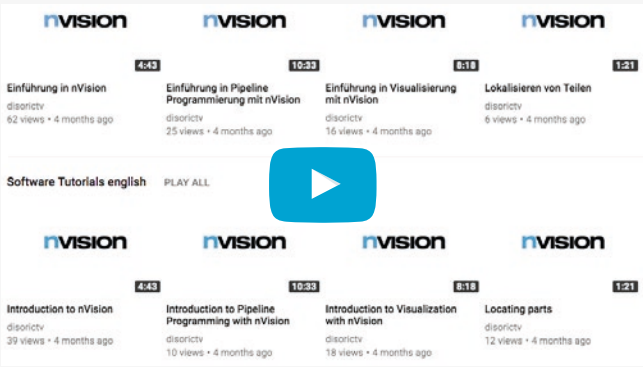 nVISION nVISION nVISION nVISION
4:43 10:33 8:18 1:21
Einführung in nVision
Einführung in Pipeline
Programmierung mit nVision
Einführung in Visualisierung
mit nVision
Lokalisieren von Teilen
disorictv
62 views • 4 months ago
disorictv
25 views • 4 months ago
disorictv
16 views • 4 months ago
disorictv
6 views • 4 months ago
Software Tutorials english PLAY ALL
nVISION nVISION nVISION nVISION
4:43 10:33 8:18 1:21
Introduction to nVision
disorictv
39 views • 4 months ago
Introduction to Pipeline
Programming with nVision
disorictv
10 views • 4 months ago
Introduction to Visualization
with nVision
disorictv
18 views • 4 months ago
Locating parts
disorictv
12 views • 4 months ago